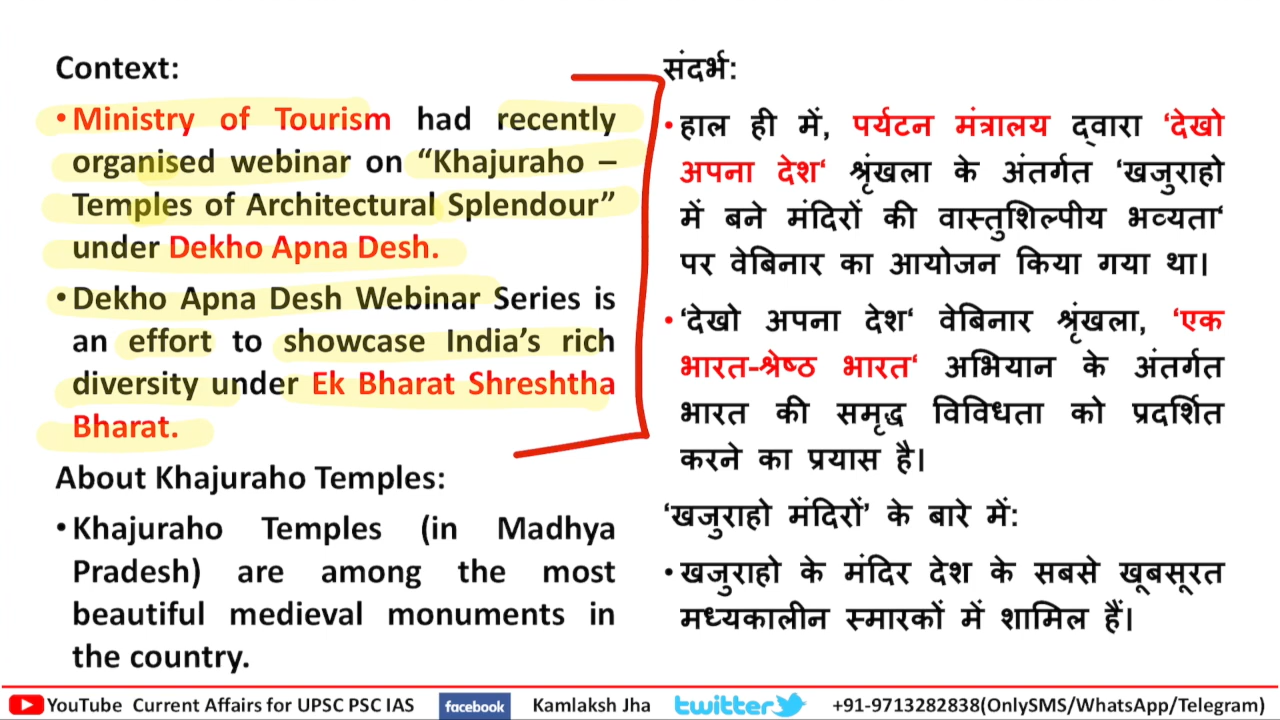 Context:
• Ministry of Tourism had recently
organised webinar on “Khajuraho –
Temples of Architectural Splendour”
under Dekho Apna Desh.
• Dekho Apna Desh Webinar Series is
an effort to showcase India’s rich
diversity under Ek Bharat Shreshtha
Bharat.
About Khajuraho Temples:
• Khajuraho Temples (in Madhya
Pradesh) are among the most
beautiful medieval monuments in
the country.
संदर्भ:
• हाल ही में, पर्यटन मंत्रालय द्वारा ‘देखो
अपना देश‘ श्रृंखला के अंतर्गत ‘खजुराहो
में बने मंदिरों की वास्तुशिल्पीय भव्यता‘
पर वेबिनार का आयोजन किया गया था।
• ‘देखो अपना देश‘ वेबिनार श्रृंखला, ‘एक
भारत-श्रेष्ठ भारत‘ अभियान के अंतर्गत
भारत की समृद्ध विविधता को प्रदर्शित
करने का प्रयास है।
‘खजुराहो मंदिरों’ के बारे में:
• खजुराहो के मंदिर देश के सबसे खूबसूरत
मध्यकालीन स्मारकों में शामिल हैं।
YouTube Current Affairs for UPSC PSC IAS facebook Kamlaksh Jha twitter +91-9713282838(OnlySMS/WhatsApp/Telegram)